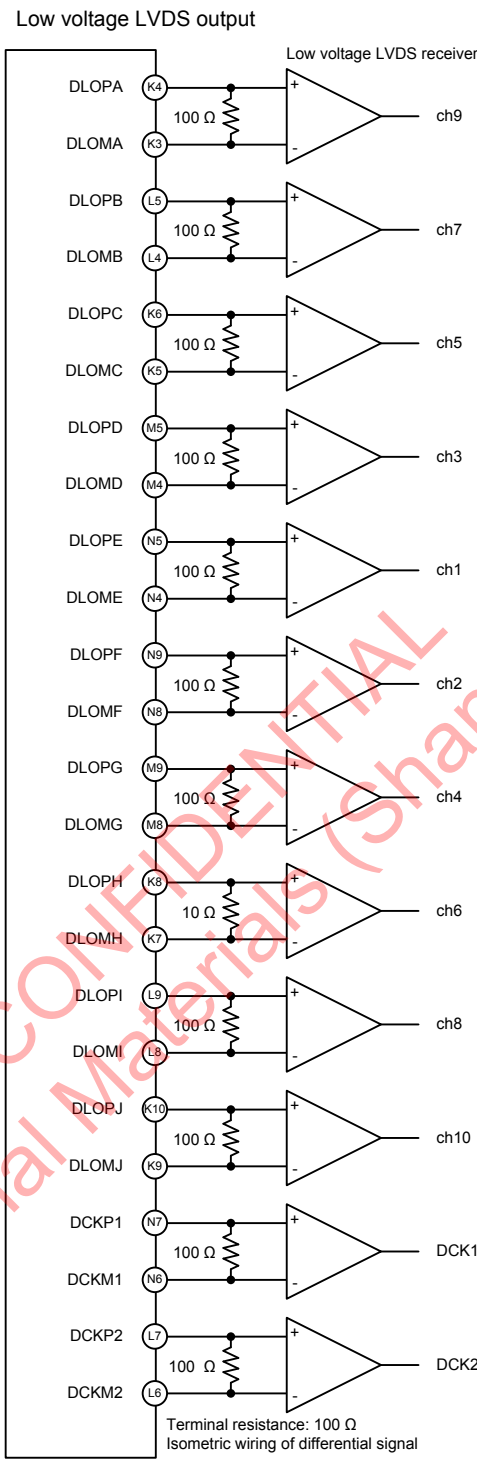 Low voltage LVDS output
Low voltage LVDS receiver
DLOPA K4 + ch9
100 Ω
DLOMA K3 -
DLOPB L5 + ch7
100 Ω
DLOMB L4 -
DLOPC K6 + ch5
100 Ω
DLOMC K5 -
DLOPD M5 + ch3
100 Ω
DLOMD M4 -
DLOPE N5 + ch1
100 Ω
DLOME N4 -
DLOPF N9 + ch2
100 Ω
DLOMF N8 -
DLOPG M9 + ch4
100 Ω
DLOMG M8 -
DLOPH K8 + ch6
10 Ω
DLOMH K7 -
DLOPI L9 + ch8
100 Ω
DLOMI L8 -
DLOPJ K10 + ch10
100 Ω
DLOMJ K9 -
DCKP1 N7 + DCK1
100 Ω
DCKM1 N6 -
DCKP2 L7 + DCK2
100 Ω
DCKM2 L6 -
Terminal resistance: 100 Ω
Isometric wiring of differential signal
CONFIDENTIAL
Materials